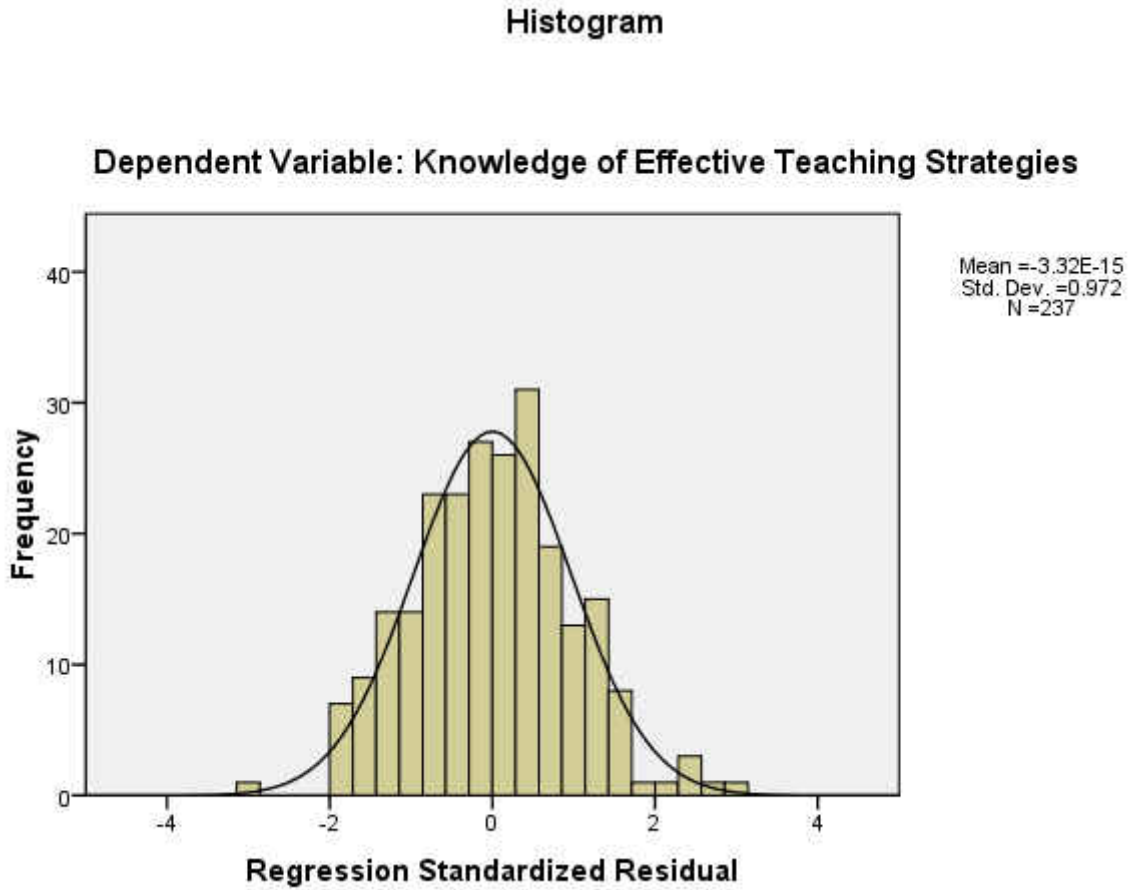 Histogram
Dependent Variable: Knowledge of Effective Teaching Strategies
Mean =-3.32E-15
Std. Dev. =0.972
N =237
40
30
20
10
0
Frequency
-4
-2
0
2
4
Regression Standardized Residual